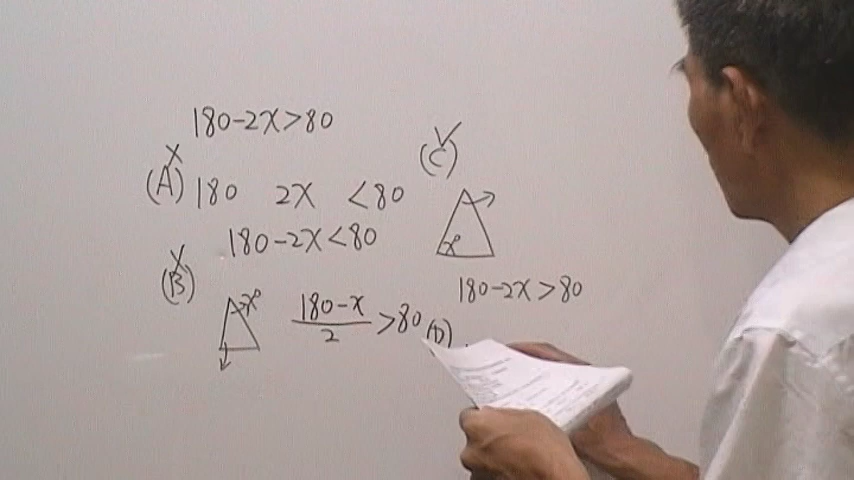 180-2x>80
x
(A) 180 2x <80
180-2x<80
x
(B)
x°
180-x
2
>80
v
(C)
x°
180-2x>80
(D)